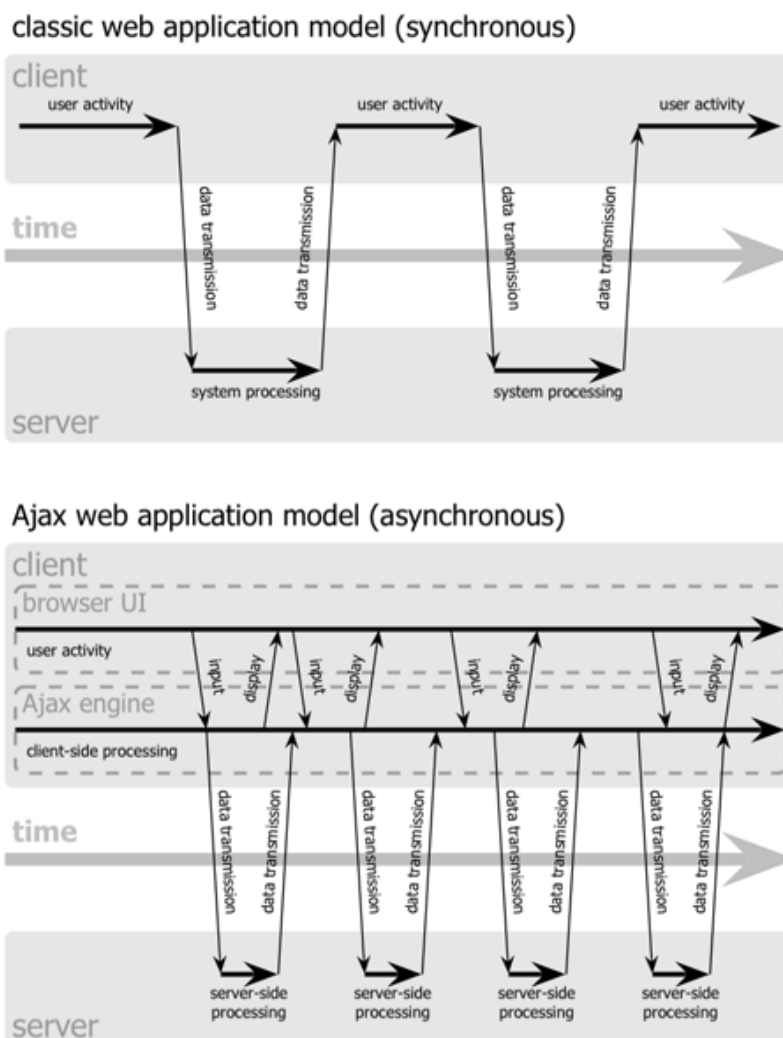 classic web application model (synchronous)
client
user activity
user activity
user activity
data transmission
data transmission
data transmission
data transmission
time
system processing
system processing
server
Ajax web application model (asynchronous)
client
browser UI
user activity
input
display
input
display
input
display
input
display
Ajax engine
client-side processing
data transmission
data transmission
data transmission
data transmission
data transmission
data transmission
data transmission
data transmission
time
server-side
processing
server-side
processing
server-side
processing
server-side
processing
server